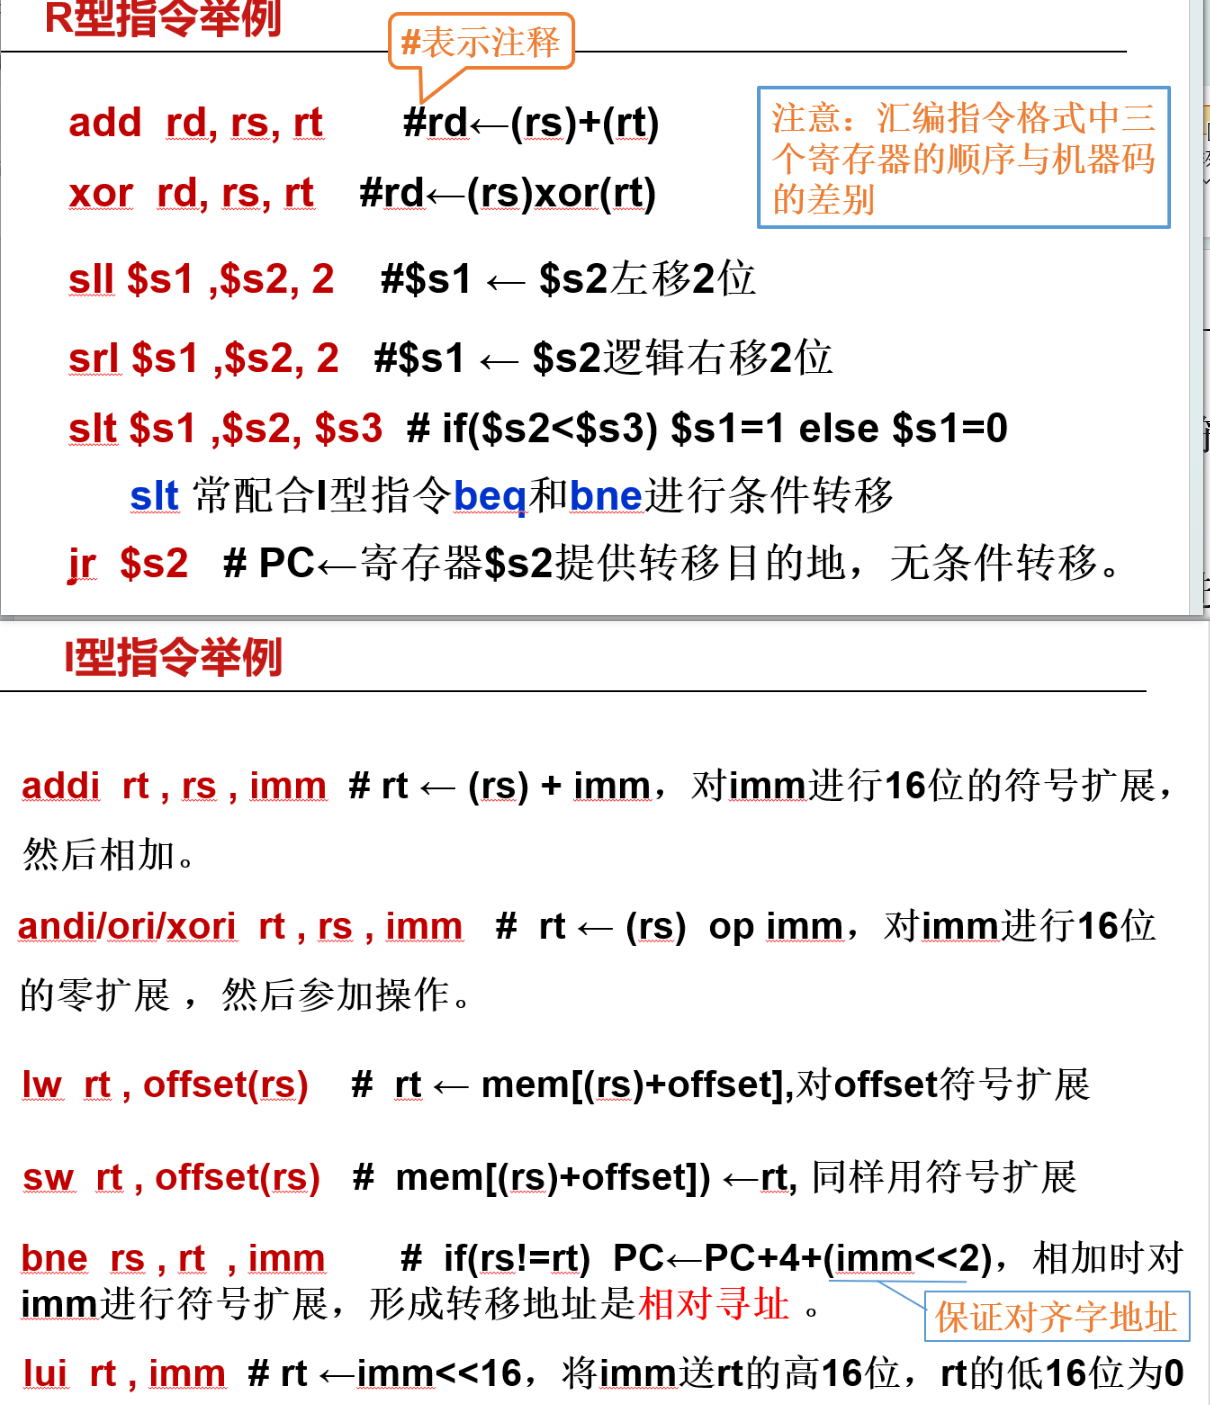 R型指令举例
#表示注释
add rd, rs, rt #rd←(rs)+(rt)
注意：汇编指令格式中三
个寄存器的顺序与机器码
的差别
xor rd, rs, rt #rd←(rs)xor(rt)
sll $s1 ,$s2, 2 #$s1 ← $s2左移2位
srl $s1 ,$s2, 2 #$s1 ← $s2逻辑右移2位
slt $s1 ,$s2, $s3 # if($s2<$s3) $s1=1 else $s1=0
slt 常配合I型指令beq和bne进行条件转移
jr $s2 # PC←寄存器$s2提供转移目的地，无条件转移。
I型指令举例
addi rt , rs , imm # rt ← (rs) + imm，对imm进行16位的符号扩展，
然后相加。
andi/ori/xori rt , rs , imm # rt ← (rs) op imm，对imm进行16位
的零扩展 ，然后参加操作。
lw rt , offset(rs) # rt ← mem[(rs)+offset],对offset符号扩展
sw rt , offset(rs) # mem[(rs)+offset]) ←rt, 同样用符号扩展
bne rs , rt , imm # if(rs!=rt) PC←PC+4+(imm<<2)，相加时对
imm进行符号扩展，形成转移地址是相对寻址 。
保证对齐字地址
lui rt , imm # rt ←imm<<16，将imm送rt的高16位，rt的低16位为0